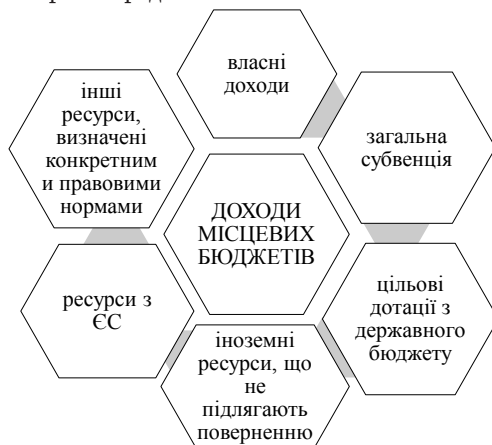 власні
доходи
загальна
субвенція
цільові
дотації з
державного
бюджету
іноземні
ресурси, що
не
підлягають
поверненню
ресурси з
ЄС
інші
ресурси,
визначені
конкретним
и правовими
нормами
ДОХОДИ
МІСЦЕВИХ
БЮДЖЕТІВ